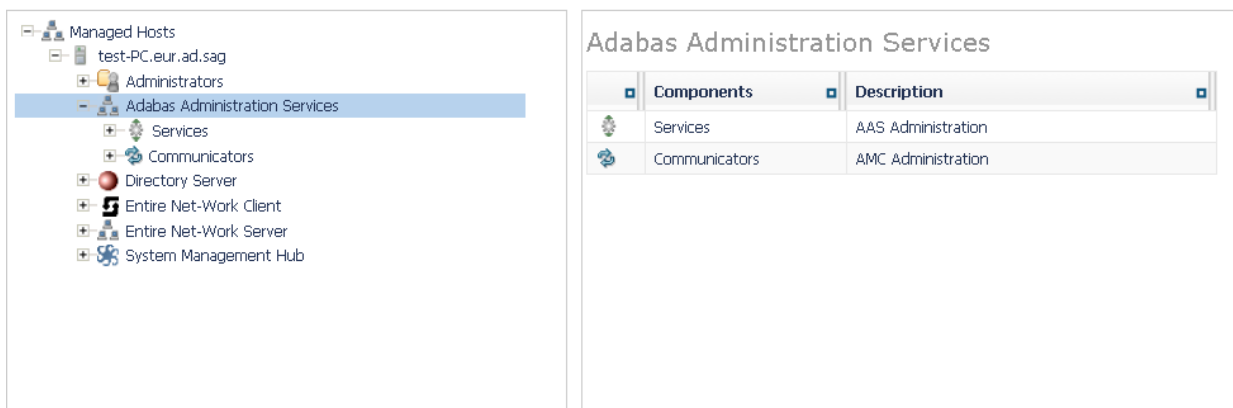 Managed Hosts
test-PC.eur.ad.sag
Administrators
Adabas Administration Services
Services
Communicators
Directory Server
Entire Net-Work Client
Entire Net-Work Server
System Management Hub
Adabas Administration Services
Components Description
Services AAS Administration
Communicators AMC Administration